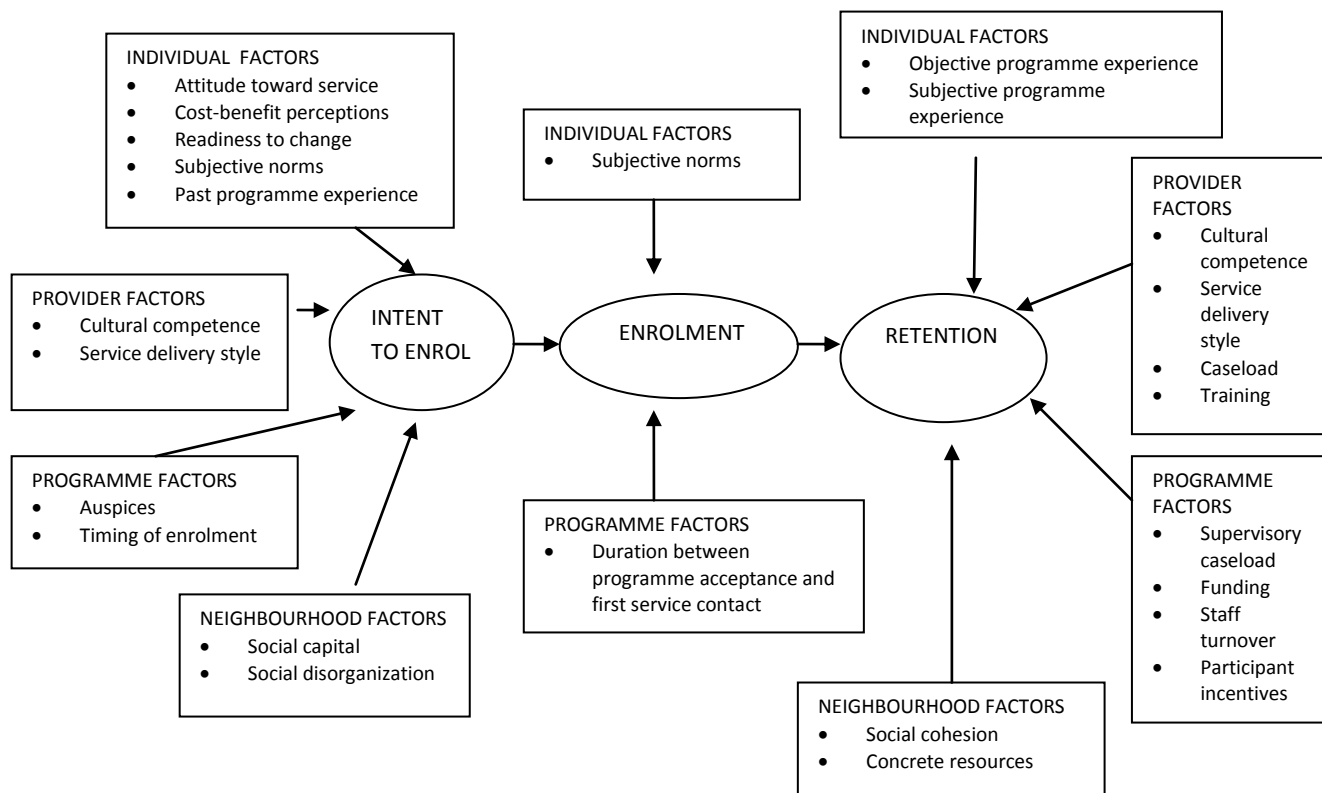 INDIVIDUAL FACTORS
• Attitude toward service
• Cost-benefit perceptions
• Readiness to change
• Subjective norms
• Past programme experience
INDIVIDUAL FACTORS
• Subjective norms
INDIVIDUAL FACTORS
• Objective programme experience
• Subjective programme
experience
PROVIDER FACTORS
• Cultural competence
• Service delivery style
INTENT
TO ENROL
ENROLMENT
RETENTION
PROVIDER
FACTORS
• Cultural
competence
• Service
delivery
style
• Caseload
• Training
PROGRAMME FACTORS
• Auspices
• Timing of enrolment
NEIGHBOURHOOD FACTORS
• Social capital
• Social disorganization
PROGRAMME FACTORS
• Duration between
programme acceptance and
first service contact
NEIGHBOURHOOD FACTORS
• Social cohesion
• Concrete resources
PROGRAMME
FACTORS
• Supervisory
caseload
• Funding
• Staff
turnover
• Participant
incentives